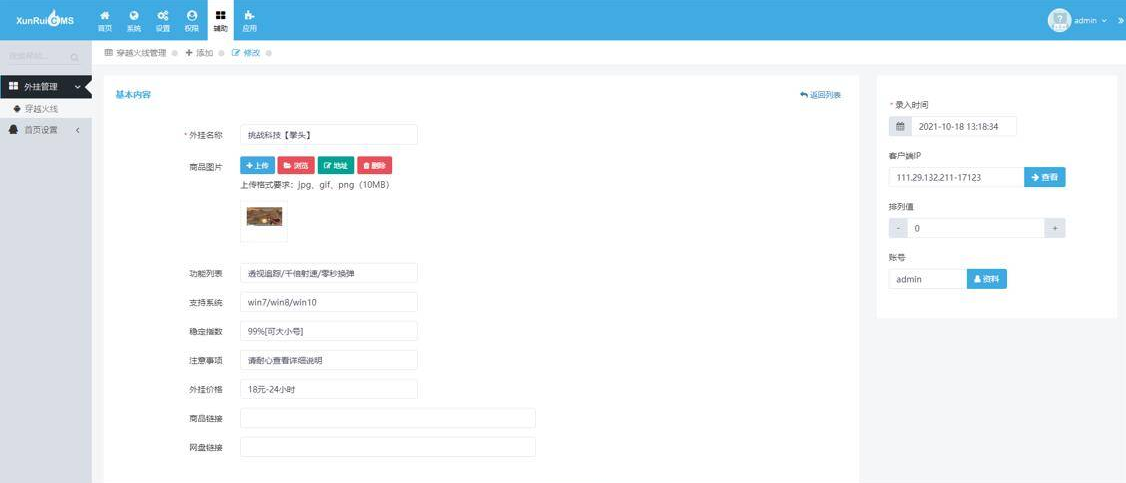 XunRuiCMS
首页 系统 设置 权限 辅助 应用
admin
穿越火线管理 添加 修改
外挂管理
穿越火线
首页设置
基本内容
返回列表
* 外挂名称 挑战科技【拳头】
商品图片 上传 浏览 地址 删除
上传格式要求：jpg、gif、png（10MB）
功能列表 透视追踪/千倍射速/零秒换弹
支持系统 win7/win8/win10
稳定指数 99%[可大小号]
注意事项 请耐心查看详细说明
外挂价格 18元-24小时
商品链接
网盘链接
* 录入时间
2021-10-18 13:18:34
客户端IP
111.29.132.211-17123 查看
排列值
- 0 +
账号
admin 资料